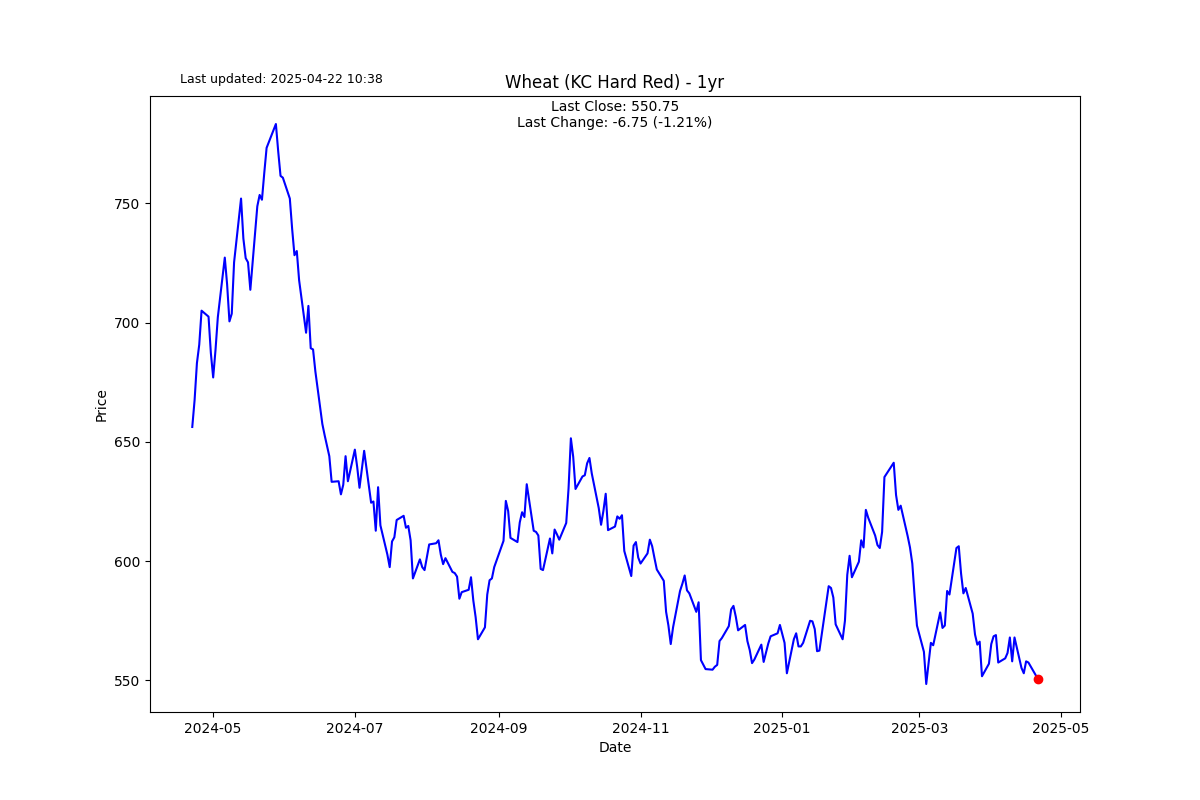 Last updated: 2025-04-22 10:38
Wheat (KC Hard Red) - 1yr
Last Close: 550.75
Last Change: -6.75 (-1.21%)
750
700
650
600
550
Price
2024-05
2024-07
2024-09
2024-11
2025-01
2025-03
2025-05
Date